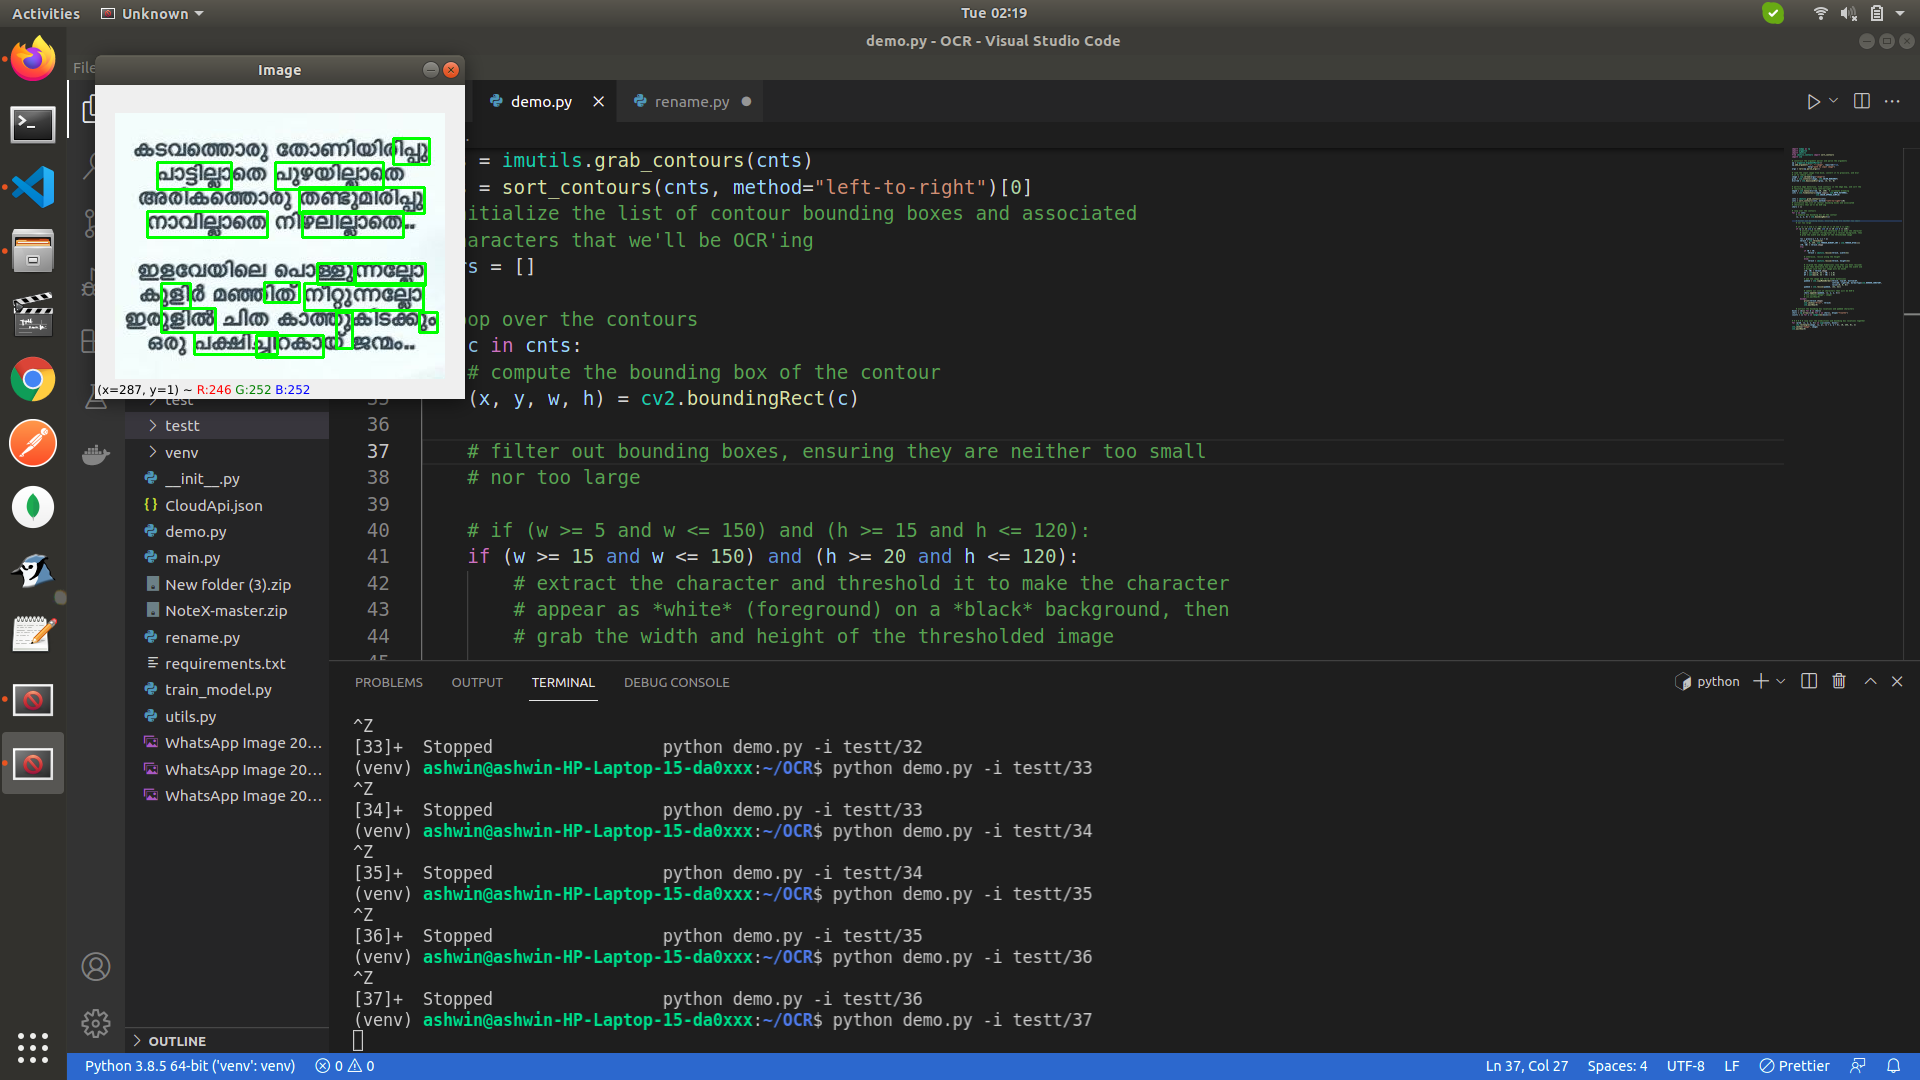 Activities
Unknown
Tue 02:19
demo.py - OCR - Visual Studio Code
File
Image
കടവത്തൊരു തോണിയിരിപ്പൂ
പാട്ടില്ലാതെ പുഴയില്ലാതെ
അരികത്തൊരു തണ്ടുമിരിപ്പൂ
നാവില്ലാതെ നിഴലില്ലാതെ..
ഇളവേയിലെ പൊള്ളുന്നല്ലോ
കുളിർ മഞ്ഞിത് നീറ്റുന്നല്ലോ
ഇരുളിൽ ചിത കാത്തുകിടക്കും
ഒരു പക്ഷിച്ചിറകായ് ജന്മം..
(x=287, y=1) ~ R:246 G:252 B:252
test
testt
venv
__init__.py
CloudApi.json
demo.py
main.py
New folder (3).zip
NoteX-master.zip
rename.py
requirements.txt
train_model.py
utils.py
WhatsApp Image 20...
WhatsApp Image 20...
WhatsApp Image 20...
OUTLINE
demo.py
rename.py
= imutils.grab_contours(cnts)
= sort_contours(cnts, method="left-to-right")[0]
itialize the list of contour bounding boxes and associated
aracters that we'll be OCR'ing
rs = []
op over the contours
c in cnts:
# compute the bounding box of the contour
35 (x, y, w, h) = cv2.boundingRect(c)
36
37 # filter out bounding boxes, ensuring they are neither too small
38 # nor too large
39
40 # if (w >= 5 and w <= 150) and (h >= 15 and h <= 120):
41 if (w >= 15 and w <= 150) and (h >= 20 and h <= 120):
42 # extract the character and threshold it to make the character
43 # appear as *white* (foreground) on a *black* background, then
44 # grab the width and height of the thresholded image
45
PROBLEMS OUTPUT TERMINAL DEBUG CONSOLE
python
^Z
[33]+ Stopped python demo.py -i testt/32
(venv) ashwin@ashwin-HP-Laptop-15-da0xxx:~/OCR$ python demo.py -i testt/33
^Z
[34]+ Stopped python demo.py -i testt/33
(venv) ashwin@ashwin-HP-Laptop-15-da0xxx:~/OCR$ python demo.py -i testt/34
^Z
[35]+ Stopped python demo.py -i testt/34
(venv) ashwin@ashwin-HP-Laptop-15-da0xxx:~/OCR$ python demo.py -i testt/35
^Z
[36]+ Stopped python demo.py -i testt/35
(venv) ashwin@ashwin-HP-Laptop-15-da0xxx:~/OCR$ python demo.py -i testt/36
^Z
[37]+ Stopped python demo.py -i testt/36
(venv) ashwin@ashwin-HP-Laptop-15-da0xxx:~/OCR$ python demo.py -i testt/37
Python 3.8.5 64-bit ('venv': venv)
0 0
Ln 37, Col 27 Spaces: 4 UTF-8 LF Prettier